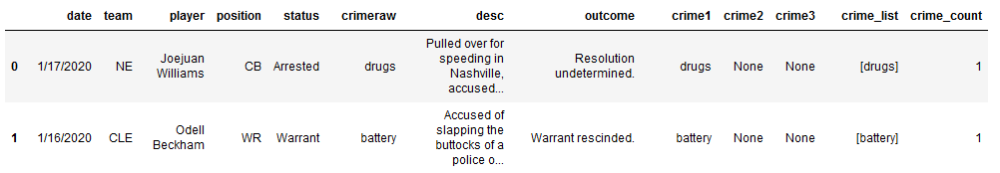 date team player position status crimeraw desc outcome crime1 crime2 crime3 crime_list crime_count
0 1/17/2020 NE Joejuan Williams CB Arrested drugs Pulled over for speeding in Nashville, accused... Resolution undetermined. drugs None None [drugs] 1
1 1/16/2020 CLE Odell Beckham WR Warrant battery Accused of slapping the buttocks of a police o... Warrant rescinded. battery None None [battery] 1